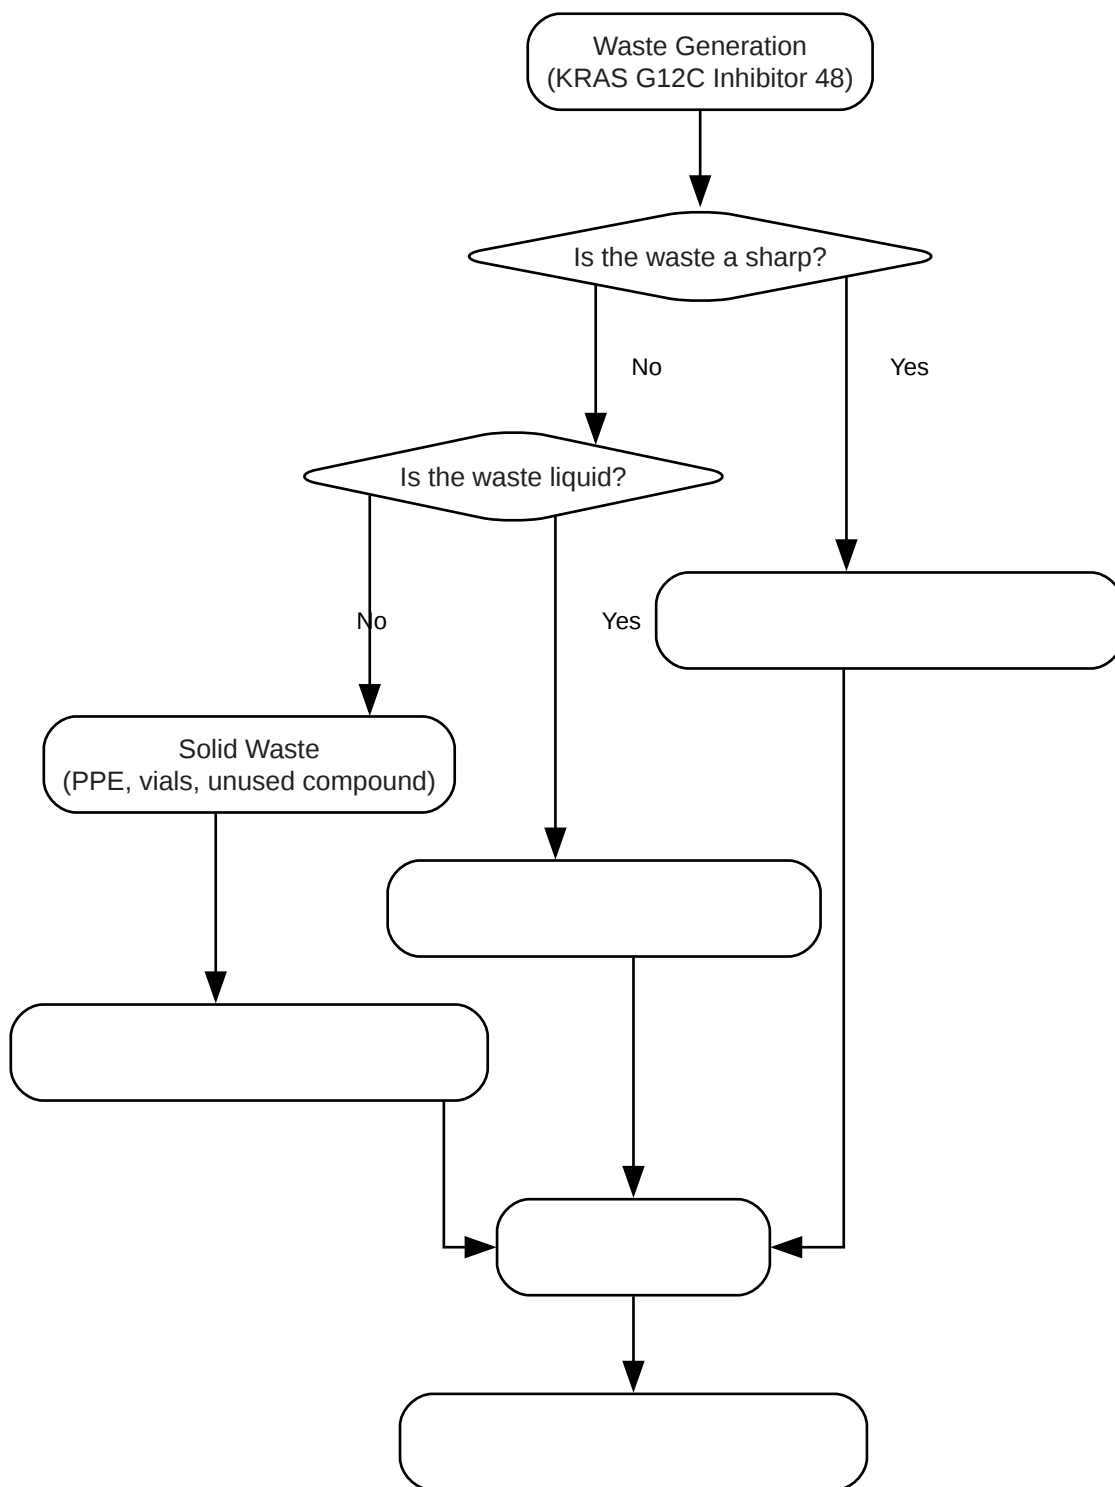 Waste Generation
(KRAS G12C Inhibitor 48)
Is the waste a sharp?
No
Yes
Is the waste liquid?
No
Yes
Solid Waste
(PPE, vials, unused compound)